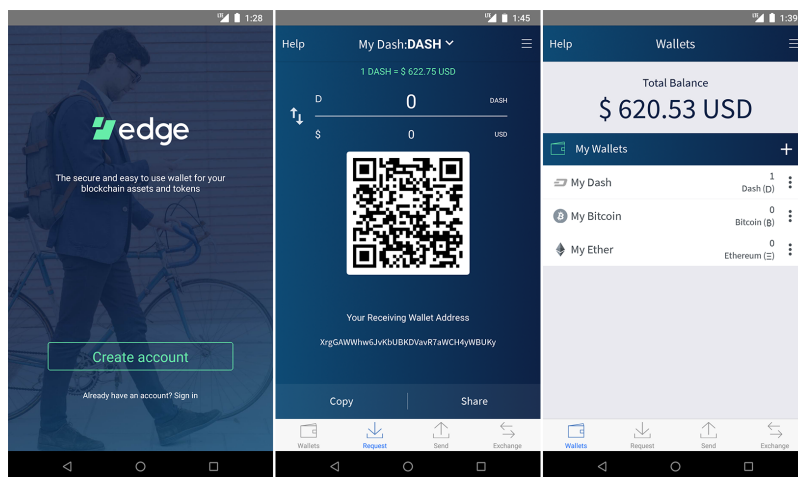 LTE 1:28
edge
The secure and easy to use wallet for your
blockchain assets and tokens
Create account
Already have an account? Sign in
LTE 1:45
Help My Dash:DASH
1 DASH = $ 622.75 USD
D 0 DASH
$ 0 USD
Your Receiving Wallet Address
XrgGAWWhw6JvKbUBKDVavR7aWCH4yWBUKy
Copy Share
Wallets Request Send Exchange
LTE 1:39
Help Wallets
Total Balance
$ 620.53 USD
My Wallets +
My Dash 1
Dash (D)
My Bitcoin 0
Bitcoin (Ƀ)
My Ether 0
Ethereum (Ξ)
Wallets Request Send Exchange